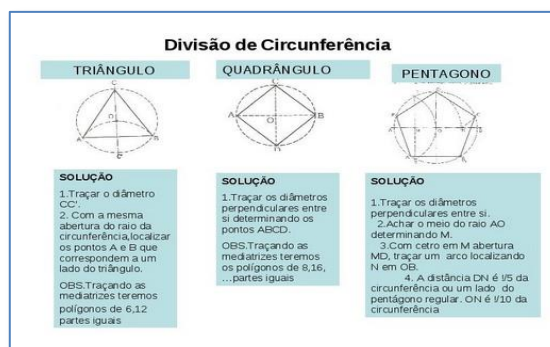 Divisão de Circunferência
TRIÂNGULO
C
O
A
B
C'
SOLUÇÃO
1.Traçar o diâmetro
CC'.
2. Com a mesma
abertura do raio da
circunferência,localizar
os pontos A e B que
correspondem a um
lado do triângulo.
OBS.Traçando as
mediatrizes teremos
polígonos de 6,12
partes iguais
QUADRÂNGULO
C
A
O
B
D
SOLUÇÃO
1.Traçar os diâmetros
perpendiculares entre
si determinando os
pontos ABCD.
OBS.Traçando as
mediatrizes teremos
os polígonos de 8,16,
...partes iguais
PENTAGONO
SOLUÇÃO
1.Traçar os diâmetros
perpendiculares entre si.
2.Achar o meio do raio AO
determinando M.
3.Com cetro em M abertura
MD, traçar um arco localizando
N em OB.
4. A distância DN é l/5 da
circunferência ou um lado do
pentágono regular. ON é l/10 da
circunferência